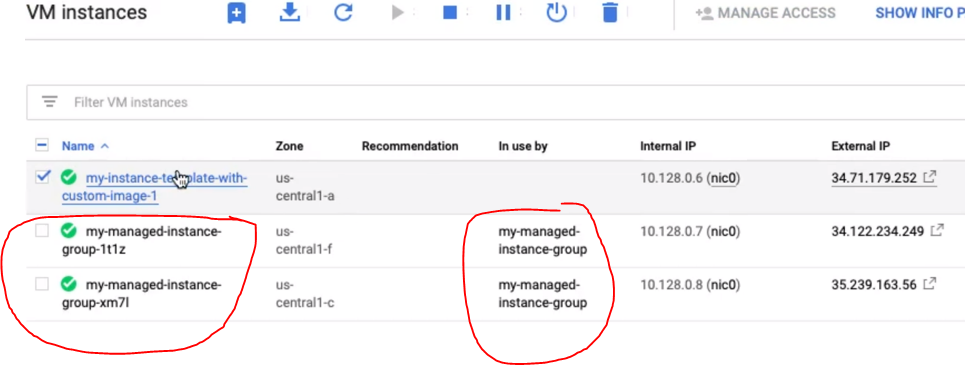 VM instances MANAGE ACCESS SHOW INFO P
Filter VM instances
Name Zone Recommendation In use by Internal IP External IP
my-instance-template-with-custom-image-1 us-central1-a 10.128.0.6 (nic0) 34.71.179.252
my-managed-instance-group-1t1z us-central1-f my-managed-instance-group 10.128.0.7 (nic0) 34.122.234.249
my-managed-instance-group-xm7l us-central1-c my-managed-instance-group 10.128.0.8 (nic0) 35.239.163.56